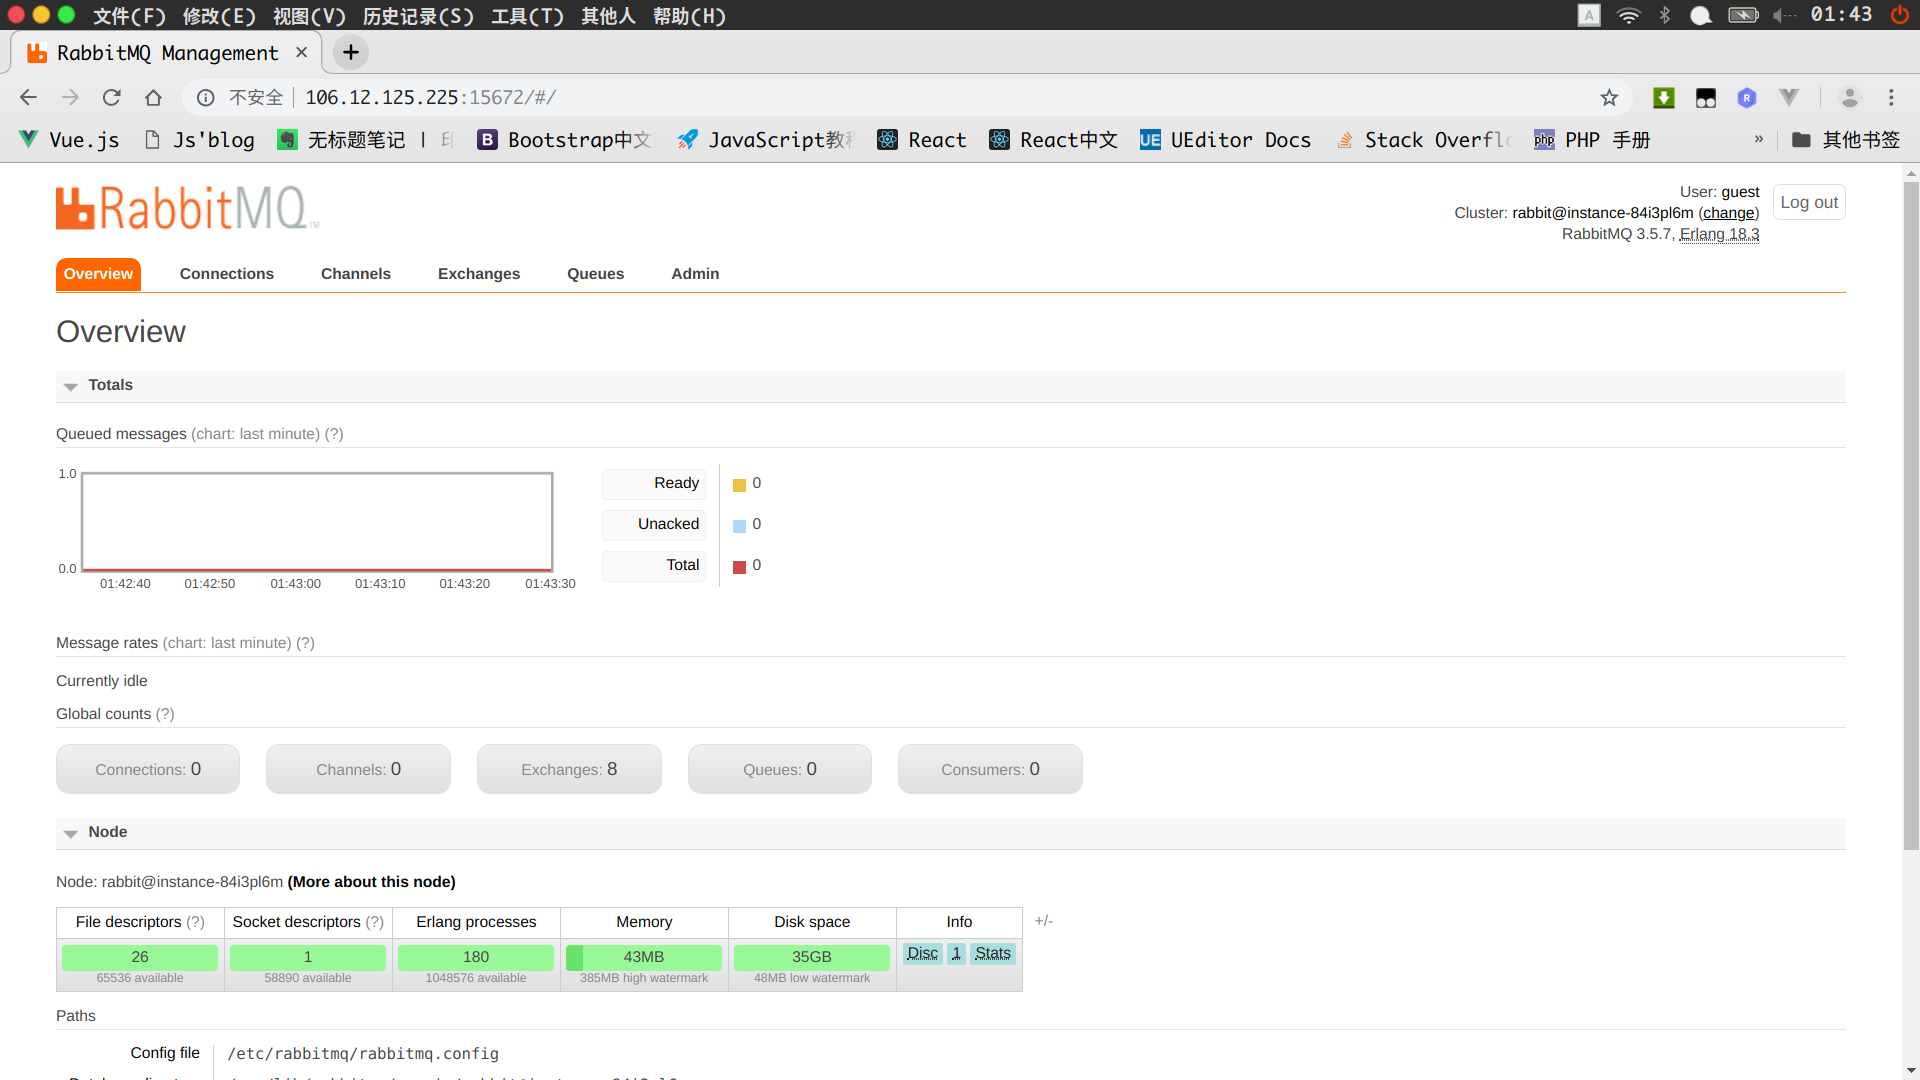 文件(F) 修改(E) 视图(V) 历史记录(S) 工具(T) 其他人 帮助(H) A 01:43
RabbitMQ Management
不安全 106.12.125.225:15672/#/
Vue.js Js'blog 无标题笔记 | B Bootstrap中文 JavaScript教 React React中文 UE UEditor Docs Stack Overfl php PHP 手册 » 其他书签
RabbitMQ TM
User: guest
Log out
Cluster: rabbit@instance-84i3pl6m (change)
RabbitMQ 3.5.7, Erlang 18.3
Overview Connections Channels Exchanges Queues Admin
Overview
Totals
Queued messages (chart: last minute) (?)
1.0
0.0
01:42:40 01:42:50 01:43:00 01:43:10 01:43:20 01:43:30
Ready 0
Unacked 0
Total 0
Message rates (chart: last minute) (?)
Currently idle
Global counts (?)
Connections: 0 Channels: 0 Exchanges: 8 Queues: 0 Consumers: 0
Node
Node: rabbit@instance-84i3pl6m (More about this node)
File descriptors (?) Socket descriptors (?) Erlang processes Memory Disk space Info +/-
26 1 180 43MB 35GB Disc 1 Stats
65536 available 58890 available 1048576 available 385MB high watermark 48MB low watermark
Paths
Config file /etc/rabbitmq/rabbitmq.config